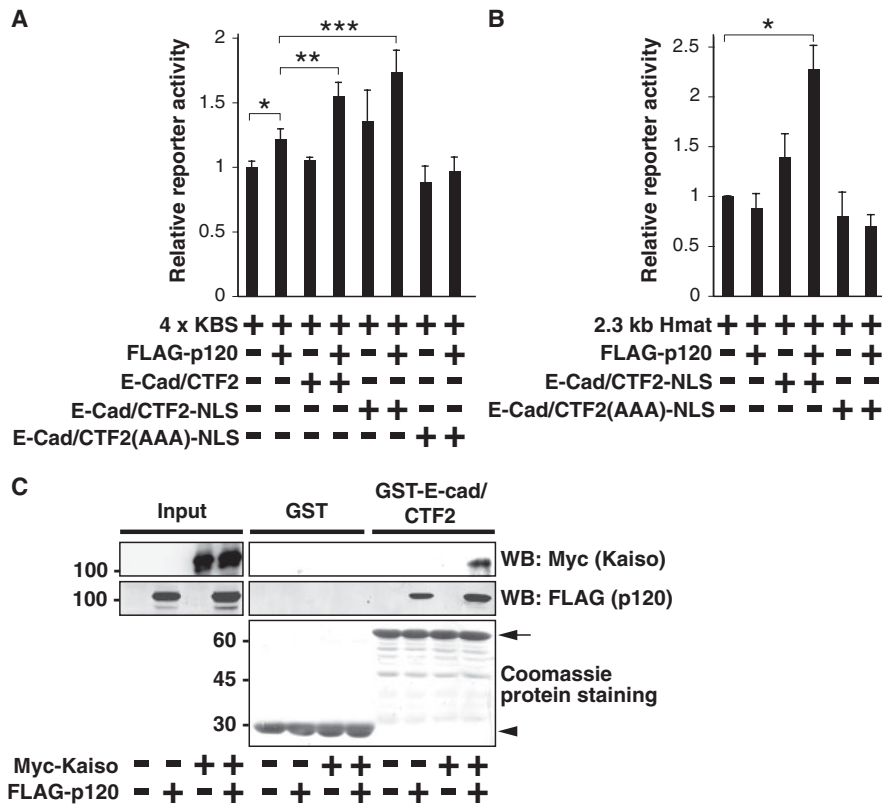 A
Relative reporter activity
2
1.5
1
0.5
0
*
**
***
4 x KBS + + + + + + + +
FLAG-p120 - + - + - + - +
E-Cad/CTF2 - - + + - - - -
E-Cad/CTF2-NLS - - - - + + - -
E-Cad/CTF2(AAA)-NLS - - - - - - + +
B
Relative reporter activity
2.5
2
1.5
1
0.5
0
*
2.3 kb Hmat + + + + + +
FLAG-p120 - + - + - +
E-Cad/CTF2-NLS - - + + - -
E-Cad/CTF2(AAA)-NLS - - - - + +
C
Input
GST
GST-E-cad/
CTF2
100
WB: Myc (Kaiso)
100
WB: FLAG (p120)
60
45
30
Coomassie
protein staining
Myc-Kaiso - - + + - - + + - - + +
FLAG-p120 - + - + - + - + - + - +